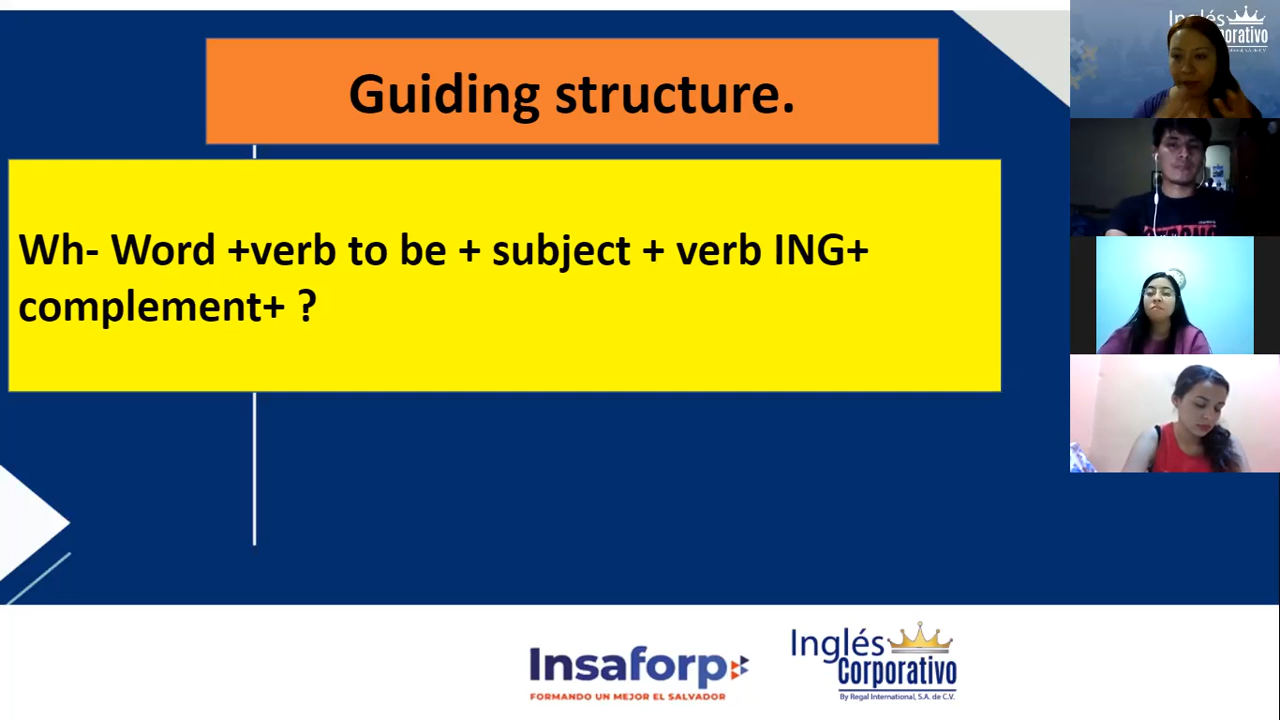 Guiding structure.
Wh- Word +verb to be + subject + verb ING+
complement+ ?
Insaforp
FORMANDO UN MEJOR EL SALVADOR
Inglés
Corporativo
By Regal International, S.A. de C.V.
Inglés